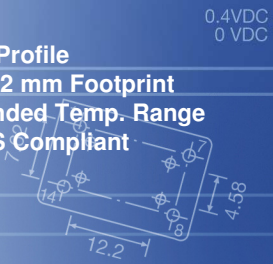 0.4VDC
0 VDC
Profile
2 mm Footprint
nded Temp. Range
S Compliant
7
14
8
4.58
12.2